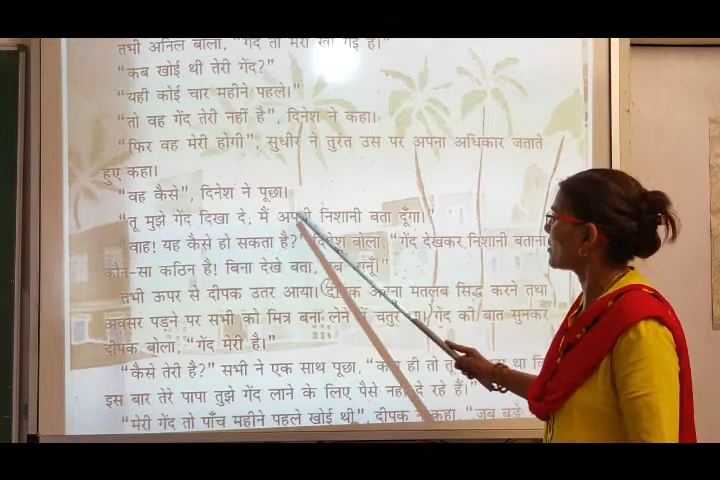 तभी अनिल बोला, "गेंद तो मेरी खो गई है।"
"कब खोई थी तेरी गेंद?"
"यही कोई चार महीने पहले।"
"तो वह गेंद तेरी नहीं है", दिनेश ने कहा।
"फिर वह मेरी होगी", सुधीर ने तुरंत उस पर अपना अधिकार जताते
हुए कहा।
"वह कैसे", दिनेश ने पूछा।
"तू मुझे गेंद दिखा दे, मैं अपनी निशानी बता दूँगा।"
"वाह! यह कैसे हो सकता है? दिनेश बोला, "गेंद देखकर निशानी बताना
कौन-सा कठिन है! बिना देखे बता, मानूँ।"
तभी ऊपर से दीपक उतर आया। (दीपक अपना मतलब सिद्ध करने तथा
अवसर पड़ने पर सभी को मित्र बना लेने में चतुर था।) गेंद की बात सुनकर
दीपक बोला, "गेंद मेरी है।"
"कैसे तेरी है?" सभी ने एक साथ पूछा, "कल ही तो तू था
इस बार तेरे पापा तुझे गेंद लाने के लिए पैसे नहीं दे रहे हैं।"
"मेरी गेंद तो पाँच महीने पहले खोई थी", दीपक ने कहा, "जब बड़े